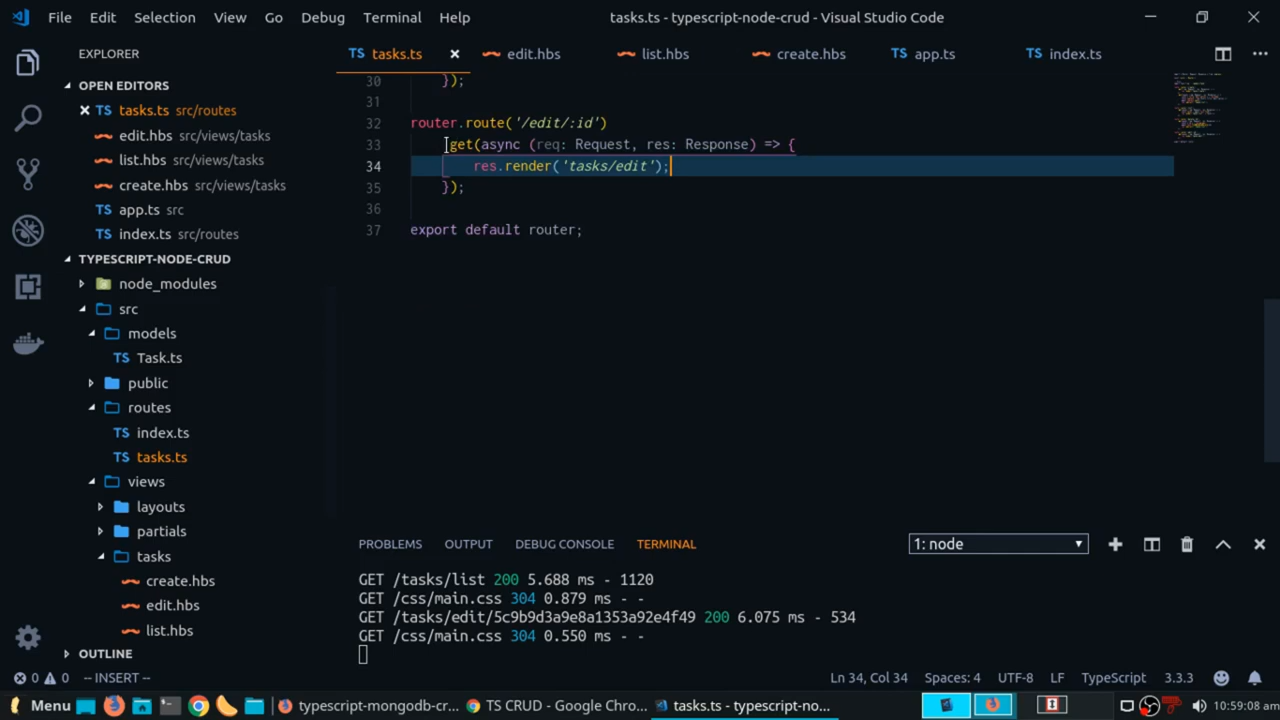 File Edit Selection View Go Debug Terminal Help tasks.ts - typescript-node-crud - Visual Studio Code
EXPLORER
OPEN EDITORS
TS tasks.ts src/routes
edit.hbs src/views/tasks
list.hbs src/views/tasks
create.hbs src/views/tasks
TS app.ts src
TS index.ts src/routes
TYPESCRIPT-NODE-CRUD
node_modules
src
models
TS Task.ts
public
routes
TS index.ts
TS tasks.ts
views
layouts
partials
tasks
create.hbs
edit.hbs
list.hbs
OUTLINE
TS tasks.ts edit.hbs list.hbs create.hbs TS app.ts TS index.ts
30 });
31
32 router.route('/edit/:id')
33 .get(async (req: Request, res: Response) => {
34 res.render('tasks/edit');
35 });
36
37 export default router;
PROBLEMS OUTPUT DEBUG CONSOLE TERMINAL 1: node
GET /tasks/list 200 5.688 ms - 1120
GET /css/main.css 304 0.879 ms - -
GET /tasks/edit/5c9b9d3a9e8a1353a92e4f49 200 6.075 ms - 534
GET /css/main.css 304 0.550 ms - -
0 0 -- INSERT -- Ln 34, Col 34 Spaces: 4 UTF-8 LF TypeScript 3.3.3
Menu typescript-mongodb-cr... TS CRUD - Google Chro... tasks.ts - typescript-no... 10:59:08 am